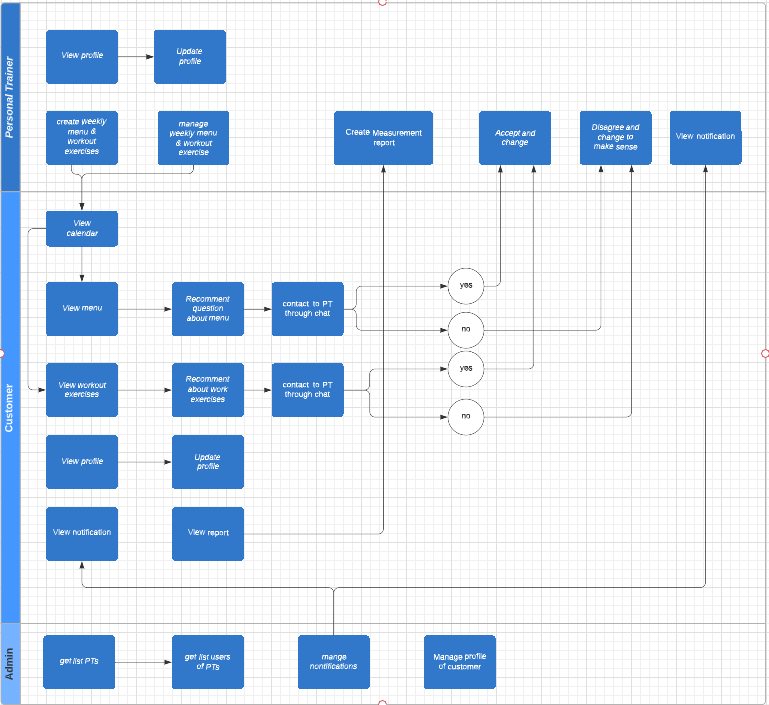 Personal Trainer
View profile
Update
profile
create weekly
menu &
workout
exercises
manage
weekly menu
& workout
exercise
Create Measurement
report
Accept and
change
Disagree and
change to
make sense
View notification
Customer
View
calendar
View menu
Recomment
question
about menu
contact to PT
through chat
yes
no
View workout
exercises
Recomment
about work
exercises
contact to PT
through chat
yes
no
View profile
Update
profile
View notification
View report
Admin
get list PTs
get list users
of PTs
mange
nontifications
Manage profile
of customer